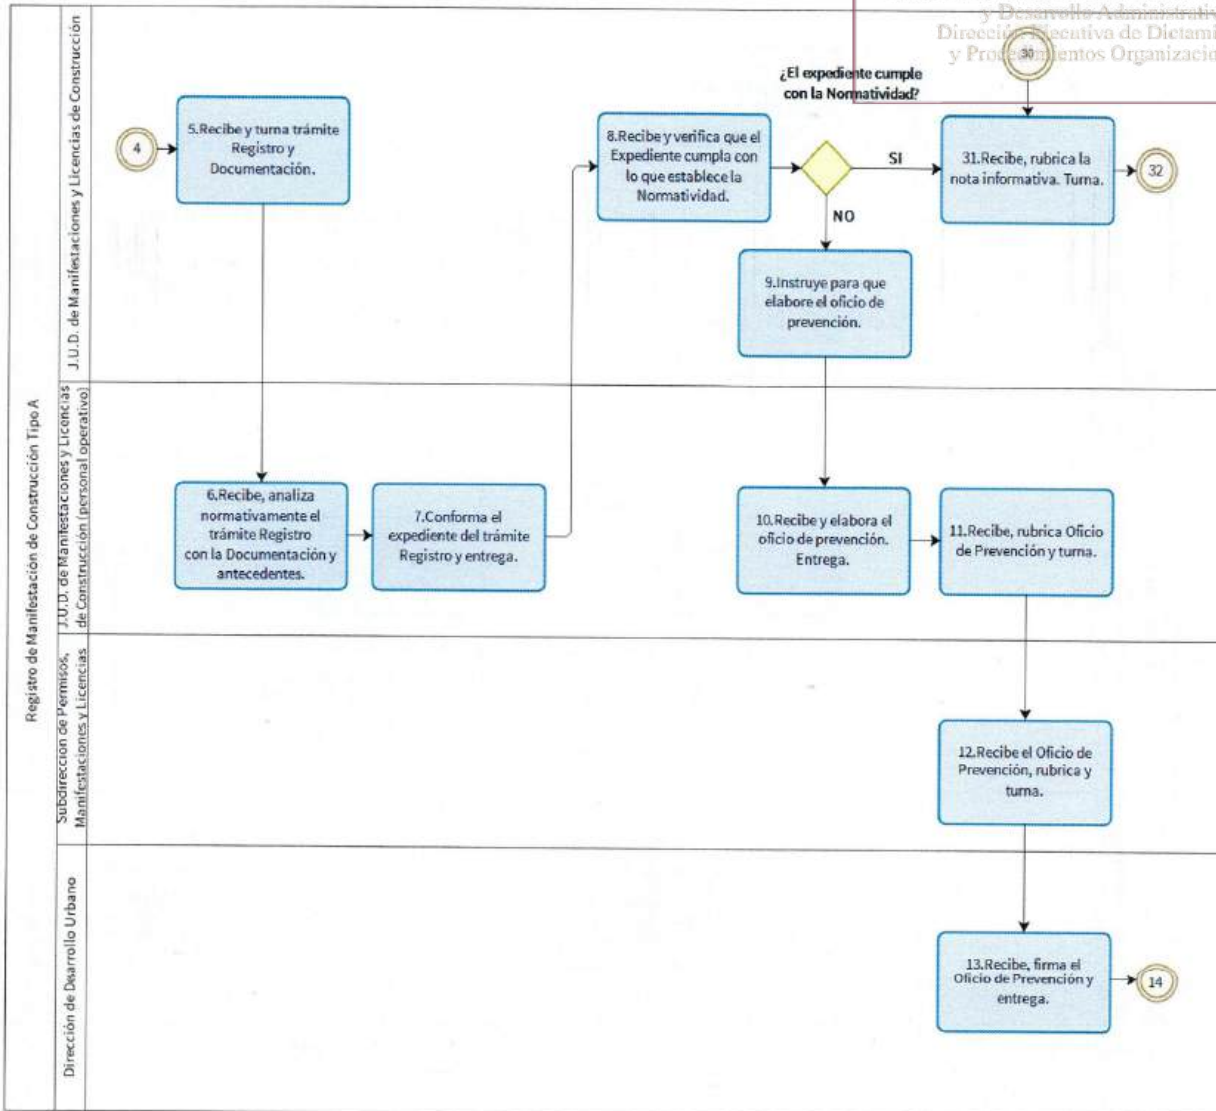 y Desarrollo Administrativ
Dirección Ejecutiva de Dictami
y Procedimientos Organizacio
Registro de Manifestación de Construcción Tipo A
J.U.D. de Manifestaciones y Licencias de Construcción
4
5.Recibe y turna trámite
Registro y
Documentación.
8.Recibe y verifica que el
Expediente cumpla con
lo que establece la
Normatividad.
¿El expediente cumple
con la Normatividad?
SI
NO
30
31.Recibe, rubrica la
nota informativa. Turna.
32
9.Instruye para que
elabore el oficio de
prevención.
J.U.D. de Manifestaciones y Licencias
de Construcción (personal operativo)
6.Recibe, analiza
normativamente el
trámite Registro
con la Documentación y
antecedentes.
7.Conforma el
expediente del trámite
Registro y entrega.
10.Recibe y elabora el
oficio de prevención.
Entrega.
11.Recibe, rubrica Oficio
de Prevención y turna.
Subdireccion de Permisos,
Manifestaciones y Licencias
12.Recibe el Oficio de
Prevención, rubrica y
turna.
Dirección de Dearrollo Urbano
13.Recibe, firma el
Oficio de Prevención y
entrega.
14